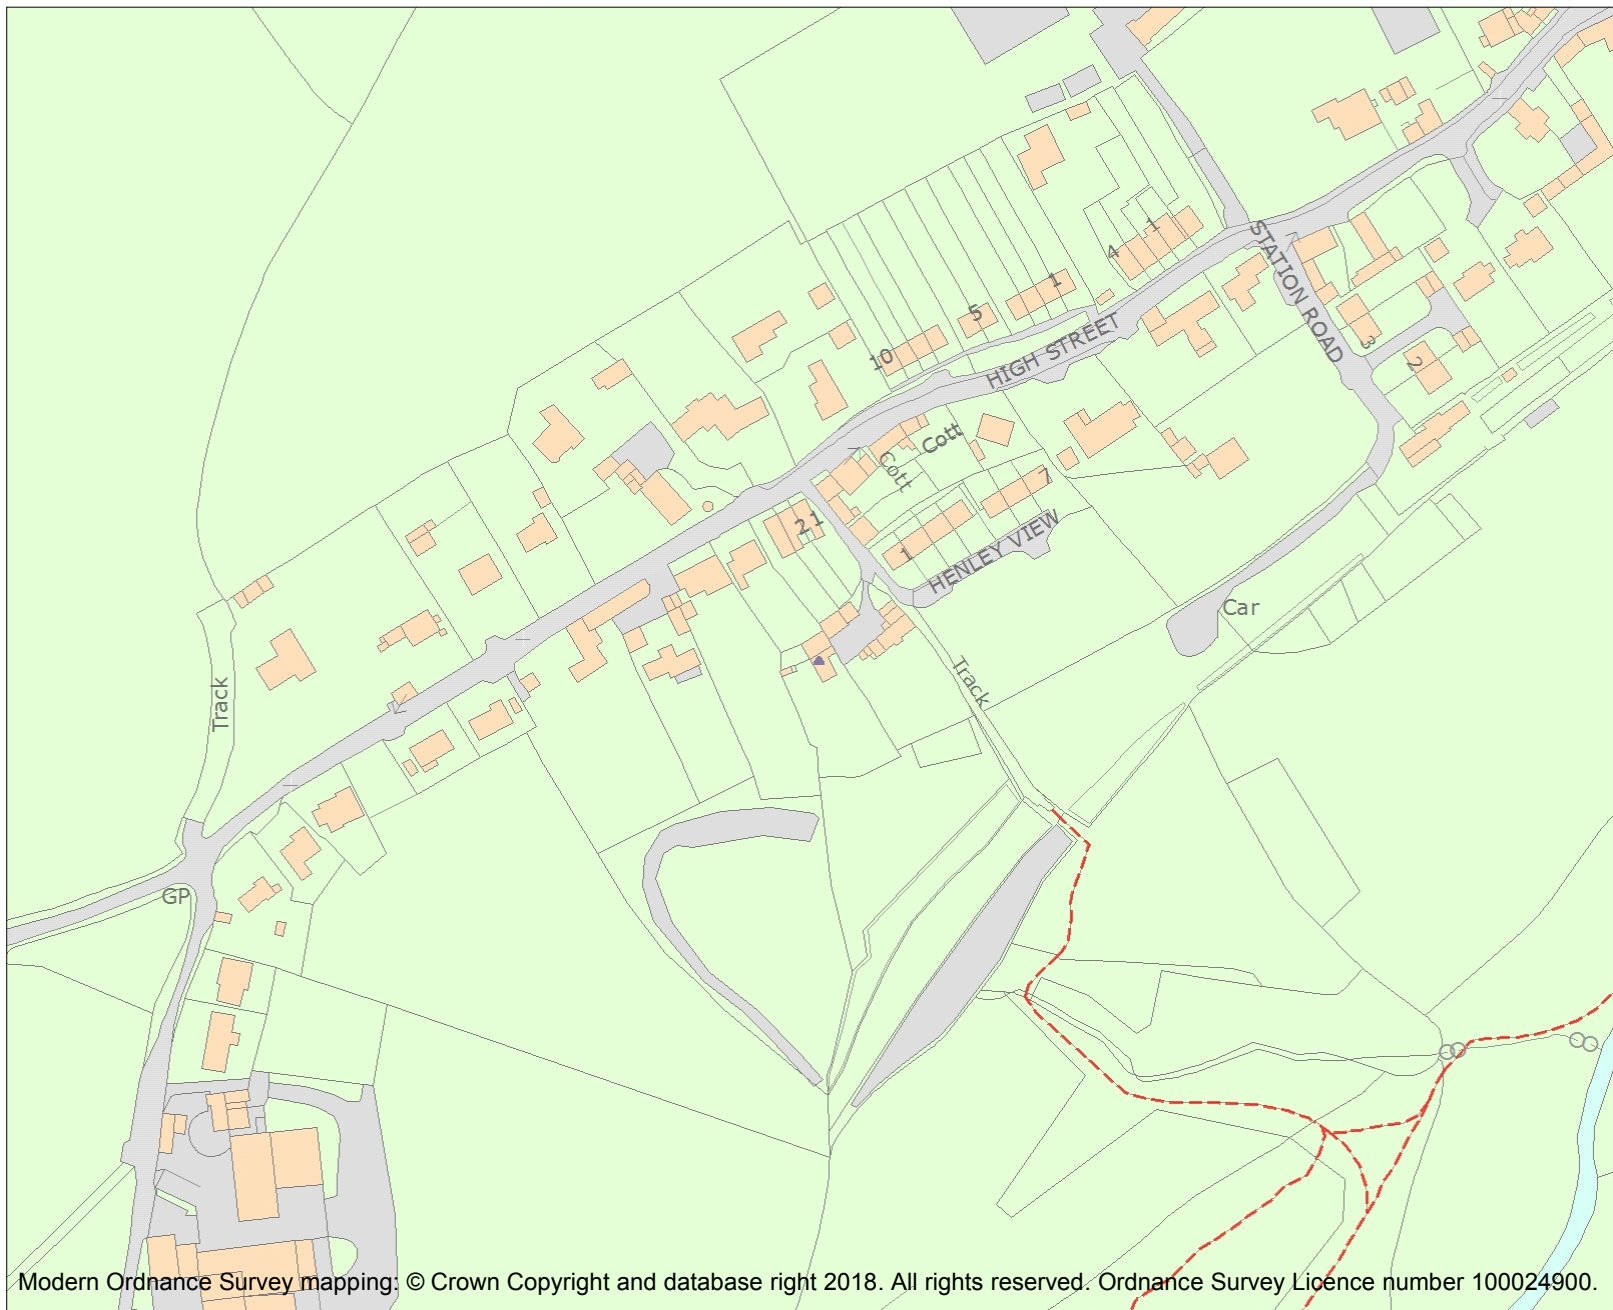 1
4
STATION ROAD
1
5
HIGH STREET
3
10
2
Cott
Cott
7
21
1
HENLEY VIEW
Car
Track
Track
GP
Modern Ordnance Survey mapping: © Crown Copyright and database right 2018. All rights reserved. Ordnance Survey Licence number 100024900.